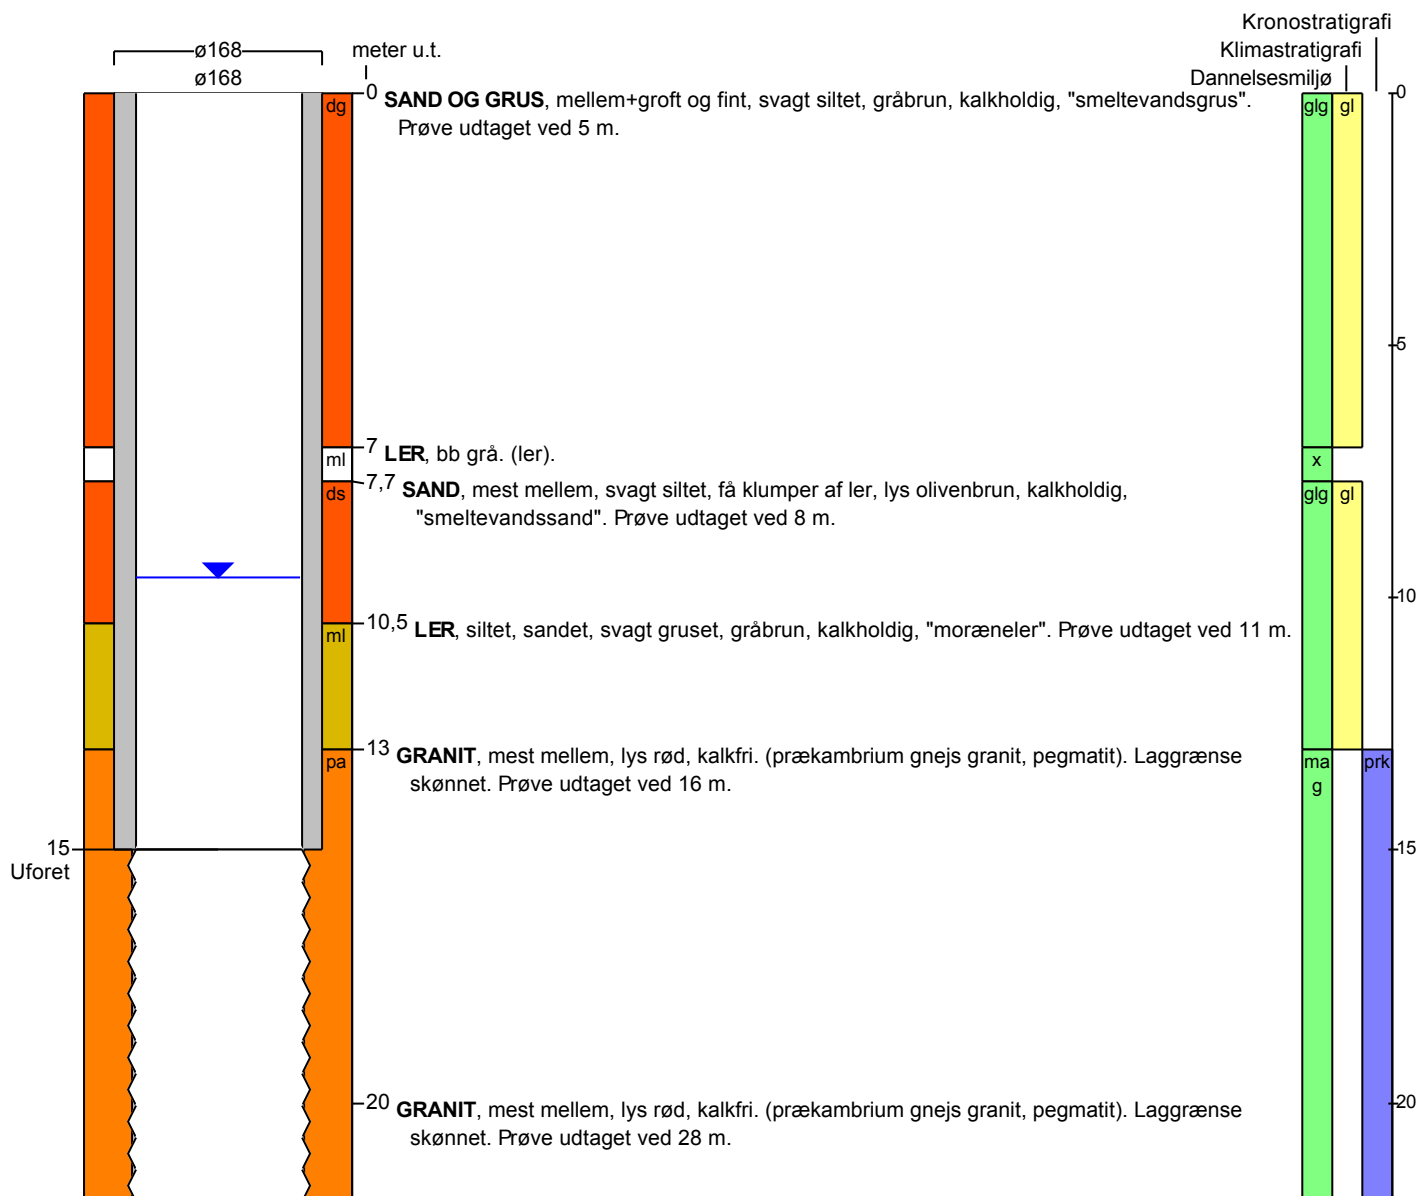 Kronostratigrafi
Klimastratigrafi
Dannelsesmiljø
ø168
ø168
meter u.t.
0 SAND OG GRUS, mellem+groft og fint, svagt siltet, gråbrun, kalkholdig, "smeltevandsgrus".
Prøve udtaget ved 5 m.
dg
glg gl
0
5
7 LER, bb grå. (ler).
ml
x
7,7 SAND, mest mellem, svagt siltet, få klumper af ler, lys olivenbrun, kalkholdig,
"smeltevandssand". Prøve udtaget ved 8 m.
ds
glg gl
10
10,5 LER, siltet, sandet, svagt gruset, gråbrun, kalkholdig, "moræneler". Prøve udtaget ved 11 m.
ml
13 GRANIT, mest mellem, lys rød, kalkfri. (prækambrium gnejs granit, pegmatit). Laggrænse
skønnet. Prøve udtaget ved 16 m.
pa
ma
g
prk
15
Uforet
15
20 GRANIT, mest mellem, lys rød, kalkfri. (prækambrium gnejs granit, pegmatit). Laggrænse
skønnet. Prøve udtaget ved 28 m.
20